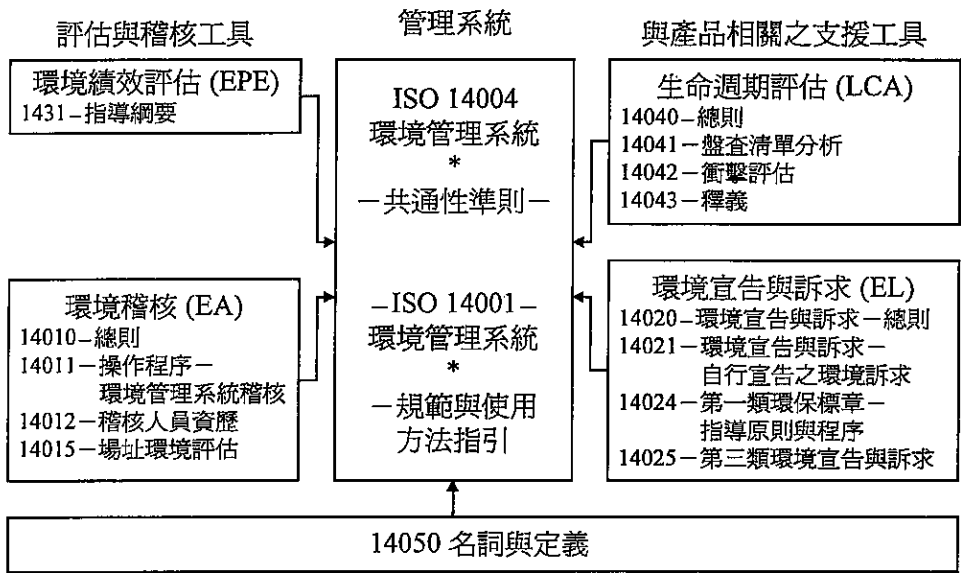 評估與稽核工具
環境績效評估 (EPE)
1431－指導綱要
環境稽核 (EA)
14010–總則
14011－操作程序－
環境管理系統稽核
14012－稽核人員資歷
14015－場址環境評估
管理系統
ISO 14004
環境管理系統
*
－共通性準則－
–ISO 14001–
環境管理系統
*
－規範與使用
方法指引
與產品相關之支援工具
生命週期評估 (LCA)
14040–總則
14041－盤查清單分析
14042－衝擊評估
14043－釋義
環境宣告與訴求 (EL)
14020–環境宣告與訴求－總則
14021－環境宣告與訴求－
自行宣告之環境訴求
14024－第一類環保標章－
指導原則與程序
14025－第三類環境宣告與訴求
14050 名詞與定義